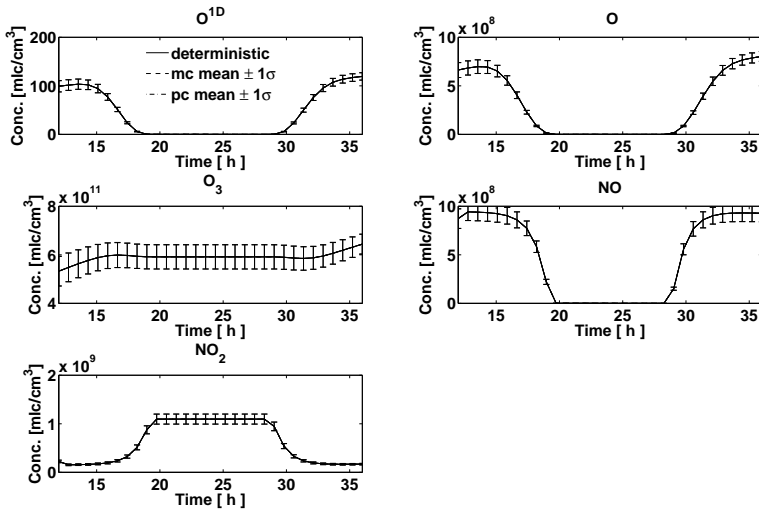 O1D
Conc. [mlc/cm3]
200
100
0
deterministic
mc mean ± 1σ
pc mean ± 1σ
15 20 25 30 35
Time [ h ]
O
x 10^8
Conc. [mlc/cm3]
10
5
0
15 20 25 30 35
Time [ h ]
O3
x 10^11
Conc. [mlc/cm3]
8
6
4
15 20 25 30 35
Time [ h ]
NO
x 10^8
Conc. [mlc/cm3]
10
5
0
15 20 25 30 35
Time [ h ]
NO2
x 10^9
Conc. [mlc/cm3]
2
1
0
15 20 25 30 35
Time [ h ]